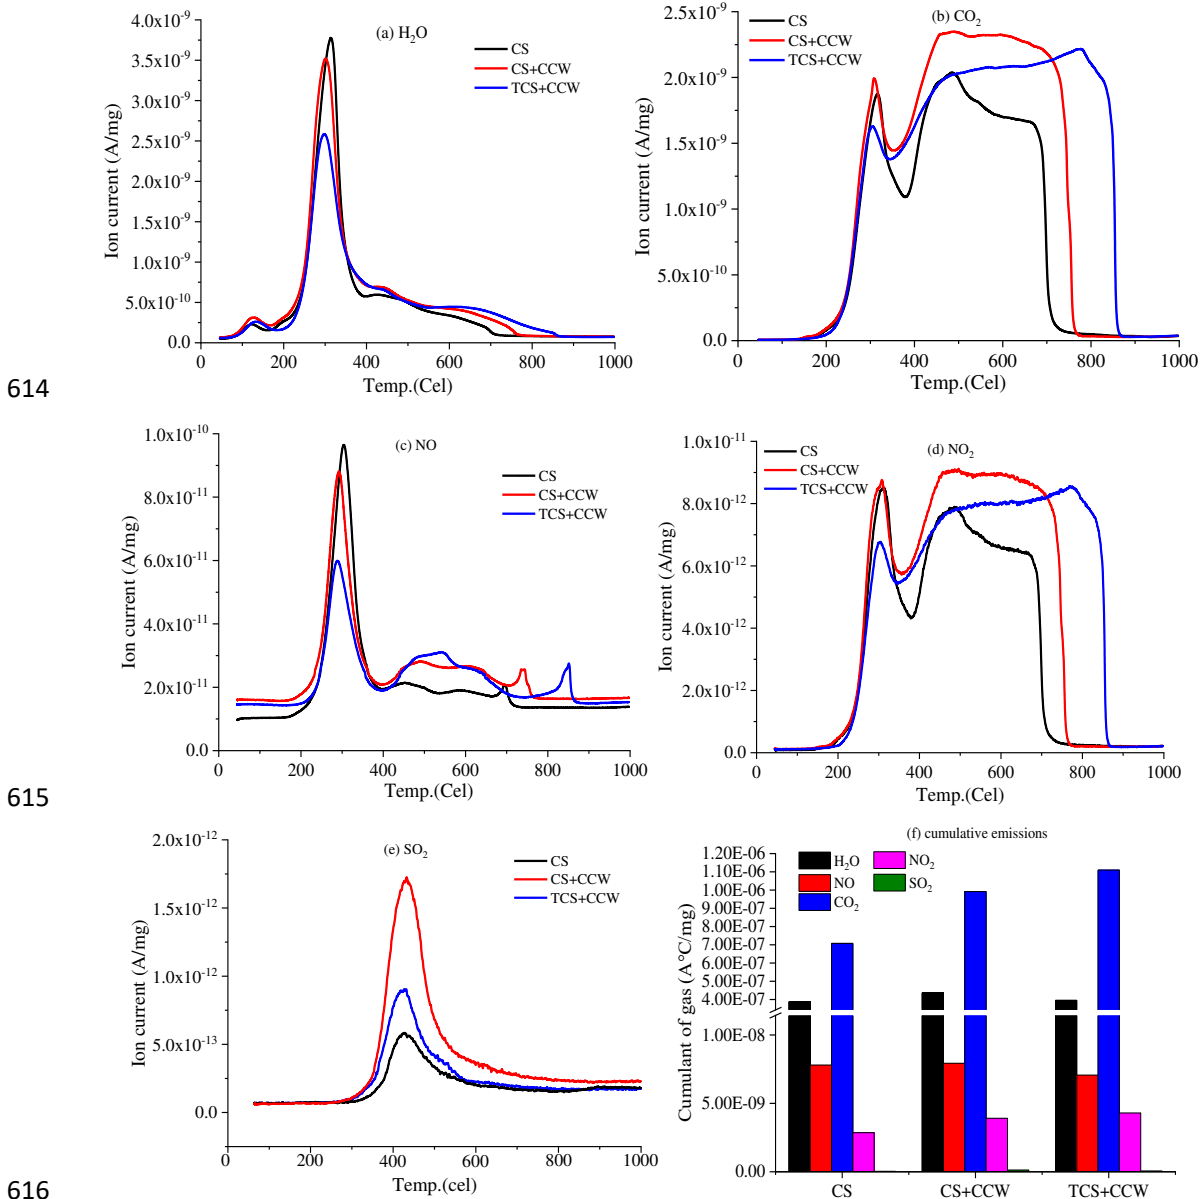 (a) H₂O
CS
CS+CCW
TCS+CCW
4.0x10⁻⁹
3.5x10⁻⁹
3.0x10⁻⁹
2.5x10⁻⁹
2.0x10⁻⁹
1.5x10⁻⁹
1.0x10⁻⁹
5.0x10⁻¹⁰
0.0
Ion current (A/mg)
0 200 400 600 800 1000
Temp.(Cel)
(b) CO₂
CS
CS+CCW
TCS+CCW
2.5x10⁻⁹
2.0x10⁻⁹
1.5x10⁻⁹
1.0x10⁻⁹
5.0x10⁻¹⁰
0.0
Ion current (A/mg)
0 200 400 600 800 1000
Temp.(Cel)
614
(c) NO
CS
CS+CCW
TCS+CCW
1.0x10⁻¹⁰
8.0x10⁻¹¹
6.0x10⁻¹¹
4.0x10⁻¹¹
2.0x10⁻¹¹
0.0
Ion current (A/mg)
0 200 400 600 800 1000
Temp.(Cel)
(d) NO₂
CS
CS+CCW
TCS+CCW
1.0x10⁻¹¹
8.0x10⁻¹²
6.0x10⁻¹²
4.0x10⁻¹²
2.0x10⁻¹²
0.0
Ion current (A/mg)
0 200 400 600 800 1000
Temp.(Cel)
615
(e) SO₂
CS
CS+CCW
TCS+CCW
2.0x10⁻¹²
1.5x10⁻¹²
1.0x10⁻¹²
5.0x10⁻¹³
0.0
Ion current (A/mg)
0 200 400 600 800 1000
Temp.(cel)
(f) cumulative emissions
H₂O NO₂
NO SO₂
CO₂
1.20E-06
1.10E-06
1.00E-06
9.00E-07
8.00E-07
7.00E-07
6.00E-07
5.00E-07
4.00E-07
1.00E-08
5.00E-09
0.00
Cumulant of gas (A°C/mg)
CS CS+CCW TCS+CCW
616